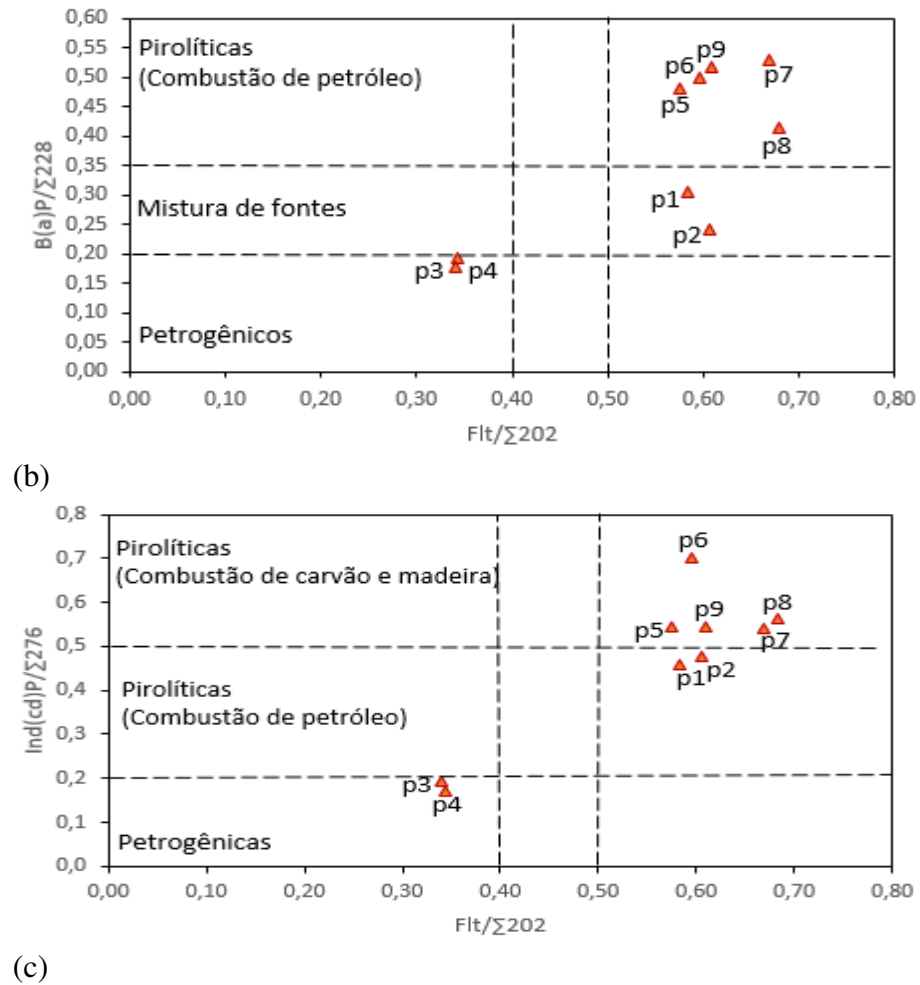 0,60
0,55
0,50
0,45
0,40
0,35
0,30
0,25
0,20
0,15
0,10
0,05
0,00
B(a)P/∑228
Pirolíticas
(Combustão de petróleo)
Mistura de fontes
Petrogênicos
p6
p9
p7
p5
p8
p1
p2
p3
p4
0,00 0,10 0,20 0,30 0,40 0,50 0,60 0,70 0,80
Flt/∑202
(b)
0,8
0,7
0,6
0,5
0,4
0,3
0,2
0,1
0,0
Ind(cd)P/∑276
Pirolíticas
(Combustão de carvão e madeira)
Pirolíticas
(Combustão de petróleo)
Petrogênicas
p6
p5
p9
p8
p7
p1
p2
p3
p4
0,00 0,10 0,20 0,30 0,40 0,50 0,60 0,70 0,80
Flt/∑202
(c)